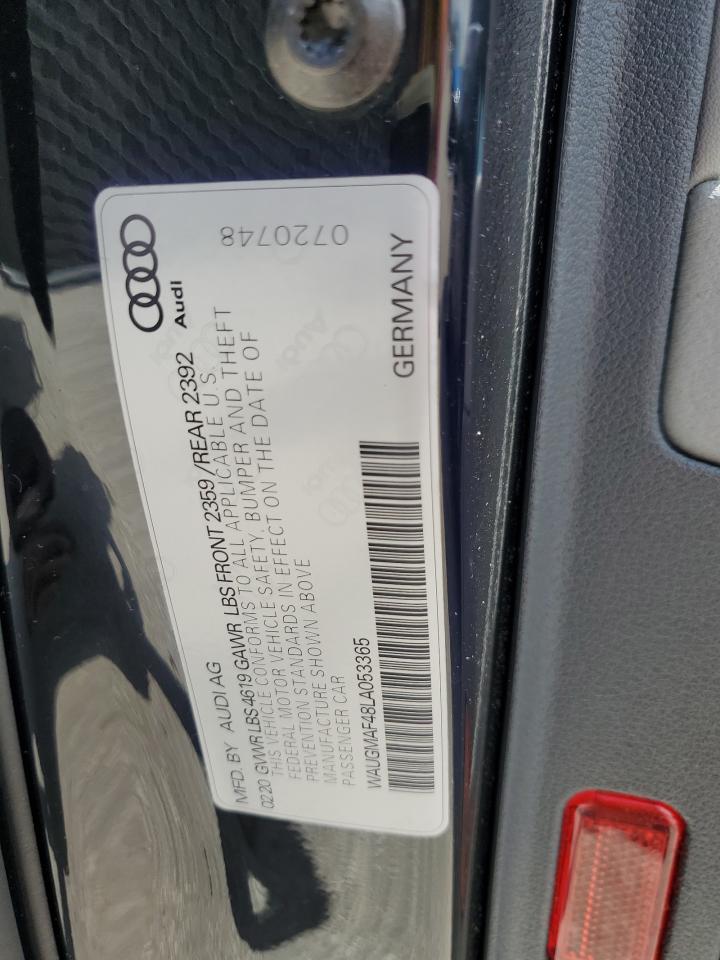 MFD. BY AUDI AG
0220 GVWR LBS 4619 GAWR LBS FRONT 2359 / REAR 2392
THIS VEHICLE CONFORMS TO ALL APPLICABLE U.S.
FEDERAL MOTOR VEHICLE SAFETY, BUMPER AND THEFT
PREVENTION STANDARDS IN EFFECT ON THE DATE OF
MANUFACTURE SHOWN ABOVE
PASSENGER CAR
WAUGMAF48LA053365
GERMANY
Audi
0720748